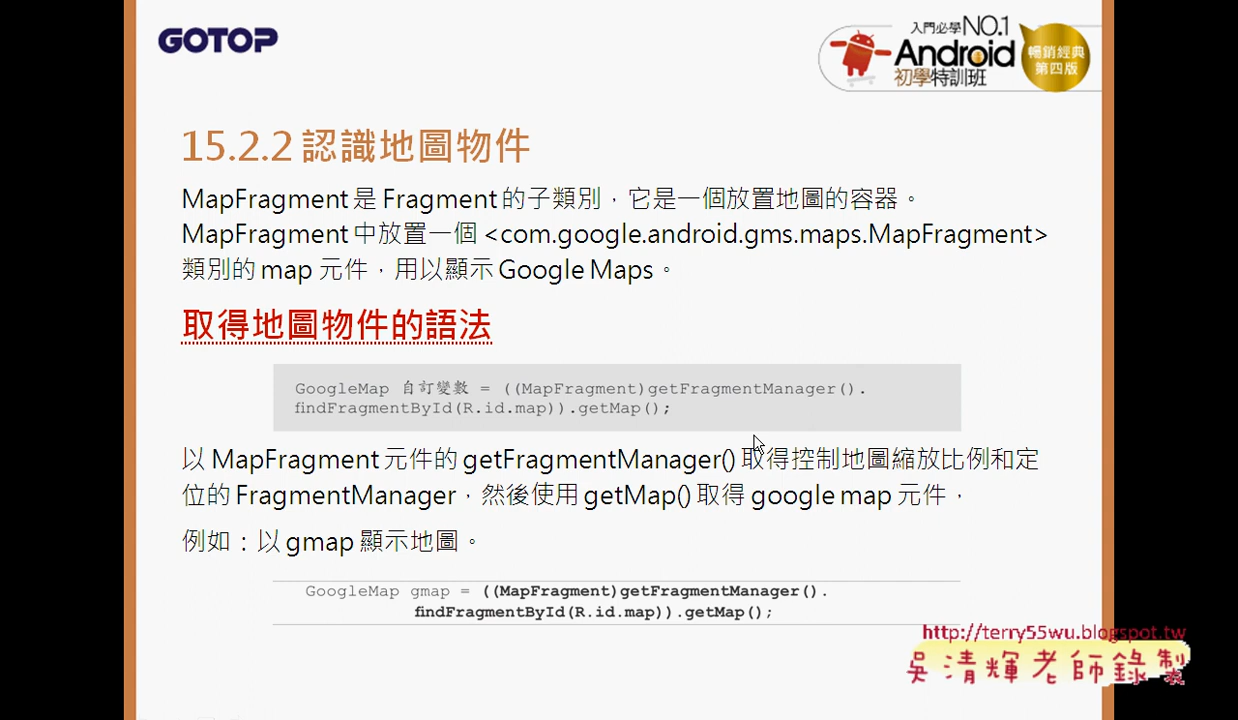 GOTOP
入門必學NO.1
Android
初學特訓班
暢銷經典
第四版
15.2.2 認識地圖物件
MapFragment 是 Fragment 的子類別，它是一個放置地圖的容器。
MapFragment 中放置一個 <com.google.android.gms.maps.MapFragment>
類別的 map 元件，用以顯示 Google Maps。
取得地圖物件的語法
GoogleMap 自訂變數 = ((MapFragment)getFragmentManager().
findFragmentById(R.id.map)).getMap();
以 MapFragment 元件的 getFragmentManager() 取得控制地圖縮放比例和定
位的 FragmentManager，然後使用 getMap() 取得 google map 元件，
例如：以 gmap 顯示地圖。
GoogleMap gmap = ((MapFragment)getFragmentManager().
findFragmentById(R.id.map)).getMap();
http://terry55wu.blogspot.tw
吳清輝老師錄製